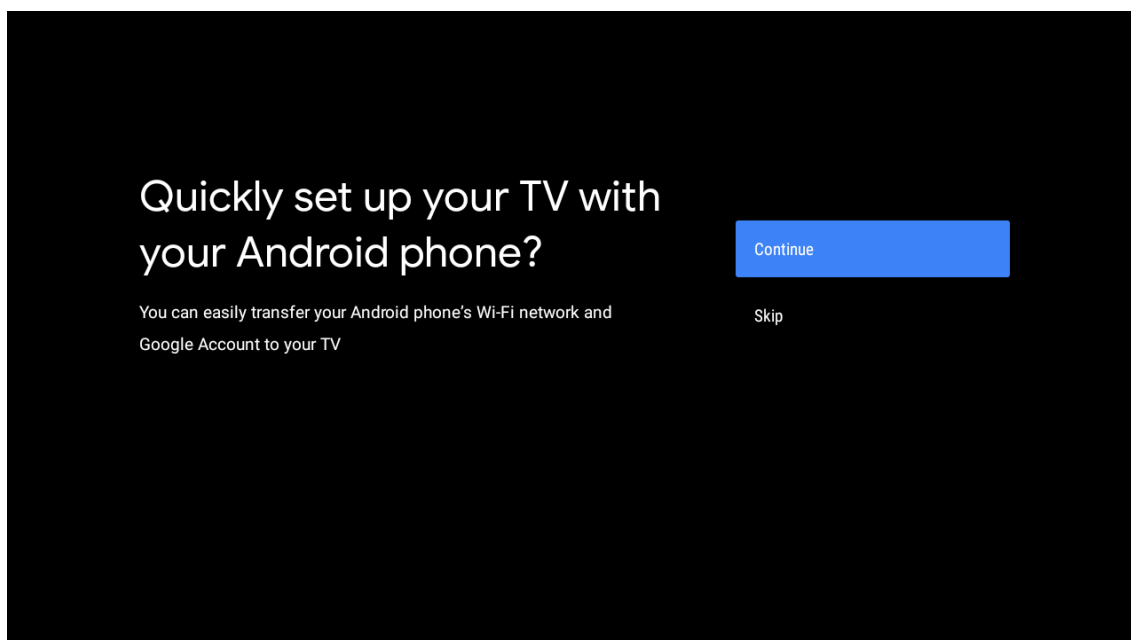 Quickly set up your TV with
your Android phone?
You can easily transfer your Android phone's Wi-Fi network and
Google Account to your TV
Continue
Skip